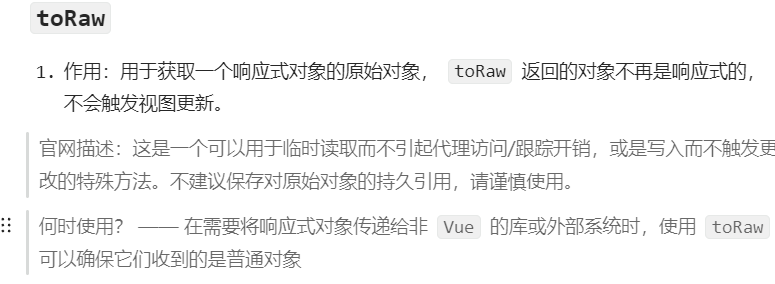 toRaw
1. 作用：用于获取一个响应式对象的原始对象， toRaw 返回的对象不再是响应式的，
不会触发视图更新。
官网描述：这是一个可以用于临时读取而不引起代理访问/跟踪开销，或是写入而不触发更
改的特殊方法。不建议保存对原始对象的持久引用，请谨慎使用。
何时使用？ —— 在需要将响应式对象传递给非 Vue 的库或外部系统时，使用 toRaw
可以确保它们收到的是普通对象